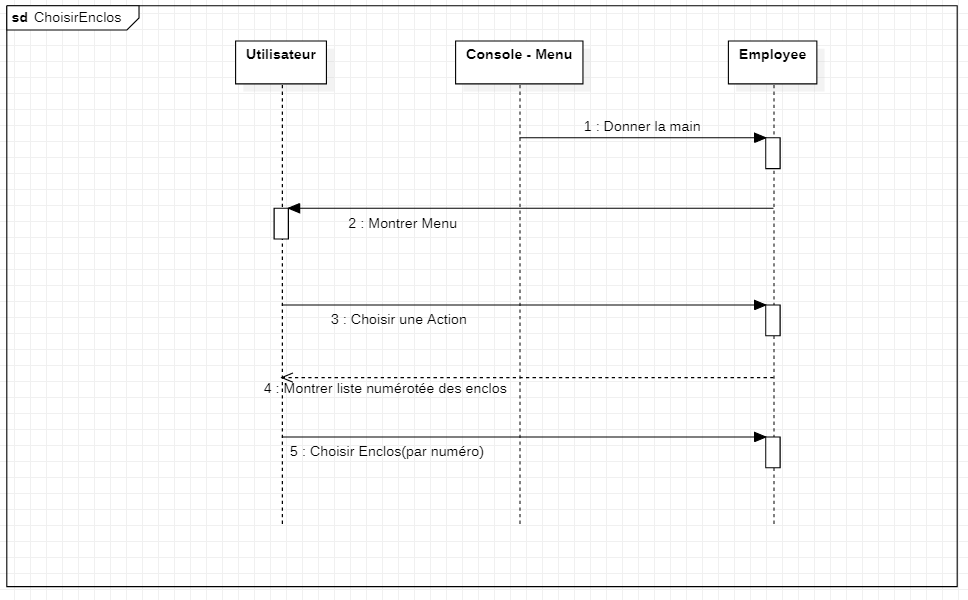 sd ChoisirEnclos
Utilisateur
Console - Menu
Employee
1 : Donner la main
2 : Montrer Menu
3 : Choisir une Action
4 : Montrer liste numérotée des enclos
5 : Choisir Enclos(par numéro)